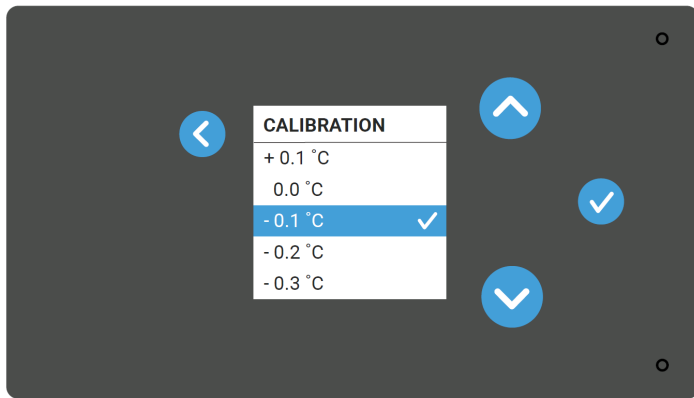 CALIBRATION
+ 0.1 ˚C
0.0 ˚C
- 0.1 ˚C
- 0.2 ˚C
- 0.3 ˚C